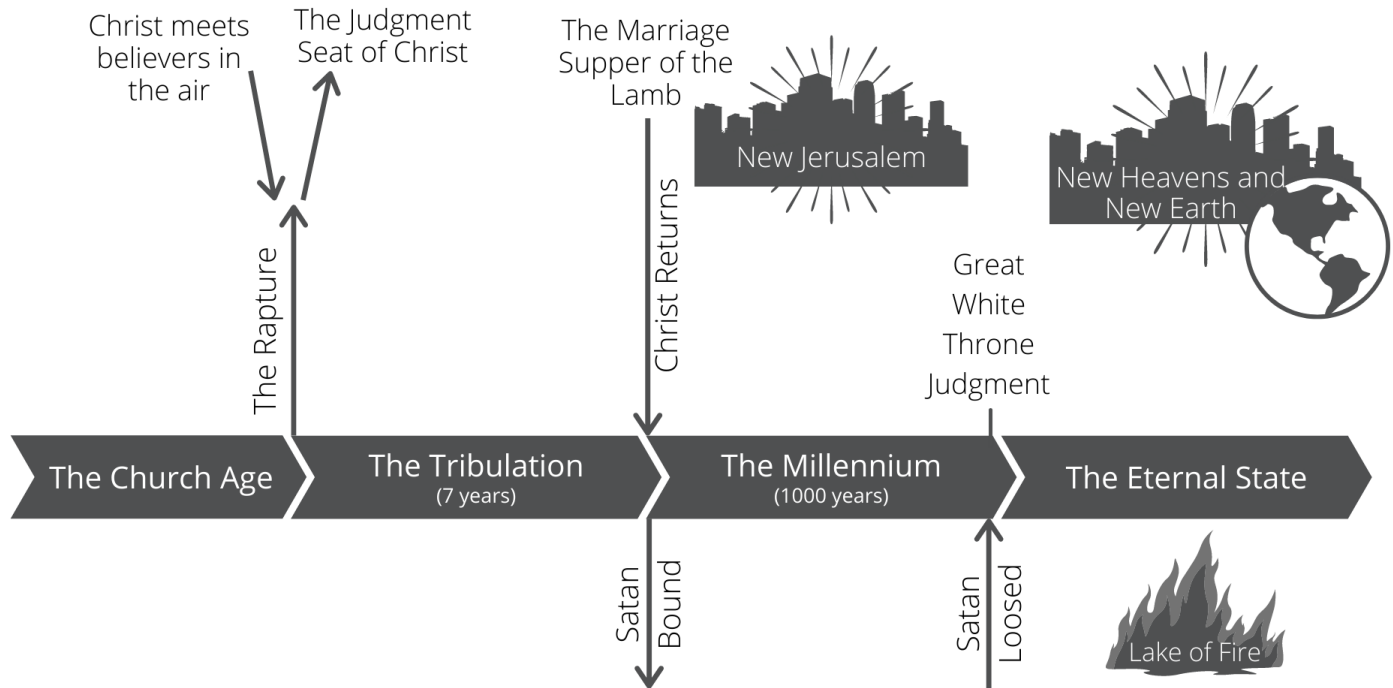 Christ meets
believers in
the air
The Judgment
Seat of Christ
The Marriage
Supper of the
Lamb
New Jerusalem
New Heavens and
New Earth
The Rapture
Christ Returns
Great
White
Throne
Judgment
The Church Age
The Tribulation
(7 years)
The Millennium
(1000 years)
The Eternal State
Satan
Bound
Satan
Loosed
Lake of Fire